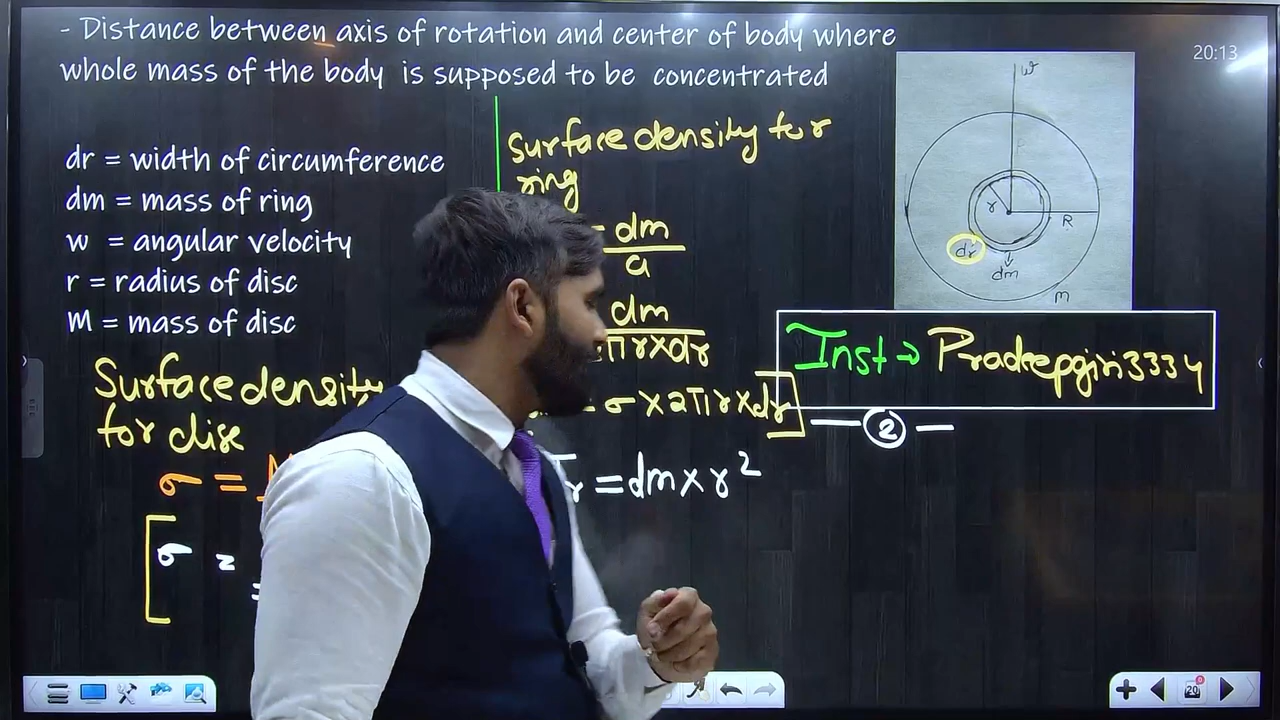 - Distance between axis of rotation and center of body where
whole mass of the body is supposed to be concentrated
20:13
dr = width of circumference
dm = mass of ring
w = angular velocity
r = radius of disc
M = mass of disc
Surface density
for disc
σ =
σ =
=
Surface density for
ring
= dm
a
dm
2πr×dr
= σ×2πr×dr]
— 2 —
r = dm×r²
w
r
R
dr
dm
m
Inst → Pradeepgiri3334
20